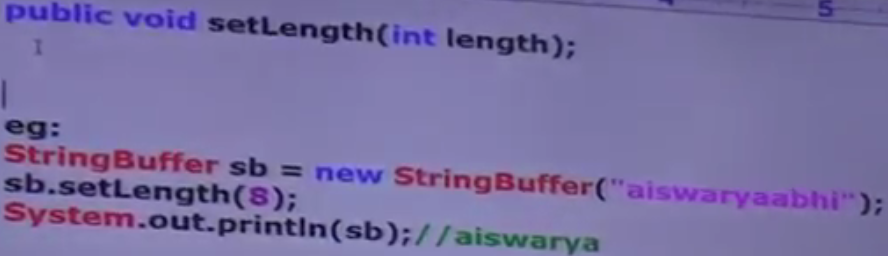 5
public void setLength(int length);
eg:
StringBuffer sb = new StringBuffer("aiswaryaabhi");
sb.setLength(8);
System.out.println(sb);//aiswarya